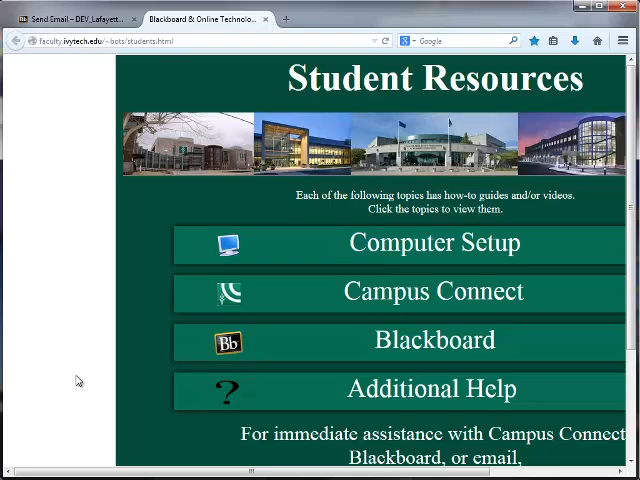 Send Email – DEV_Lafayett...
Blackboard & Online Technolo...
faculty.ivytech.edu/~bots/students.html
Google
Student Resources
Each of the following topics has how-to guides and/or videos.
Click the topics to view them.
Computer Setup
Campus Connect
Bb
Blackboard
?
Additional Help
For immediate assistance with Campus Connect
Blackboard, or email,